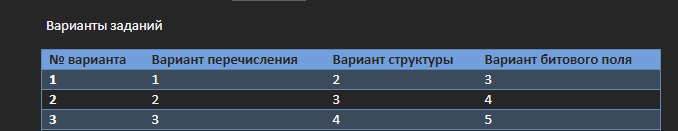 Варианты заданий
№ варианта Вариант перечисления Вариант структуры Вариант битового поля
1 1 2 3
2 2 3 4
3 3 4 5